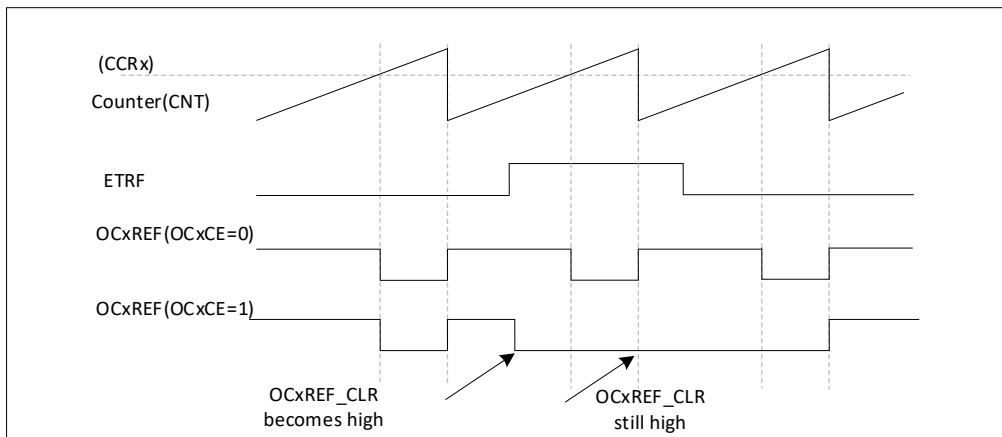 (CCRx)
Counter(CNT)
ETRF
OCxREF(OCxCE=0)
OCxREF(OCxCE=1)
OCxREF_CLR
becomes high
OCxREF_CLR
still high